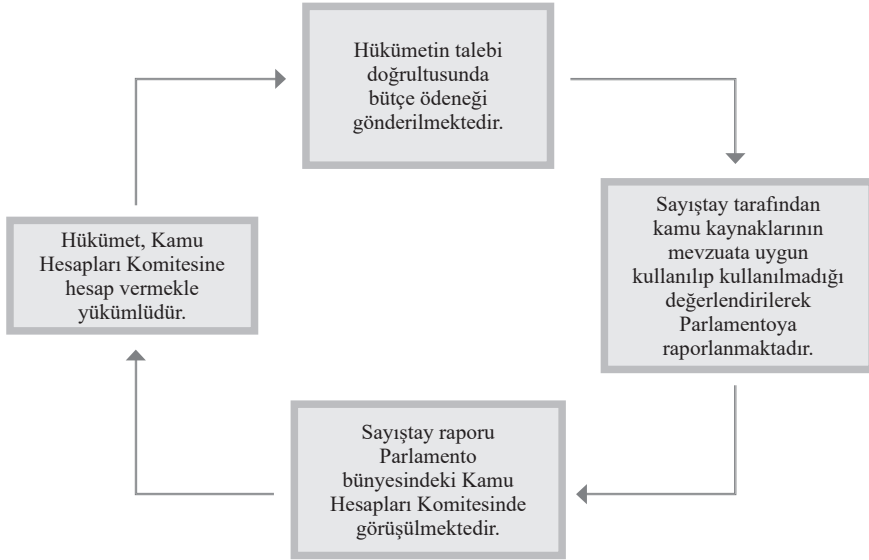 Hükümetin talebi
doğrultusunda
bütçe ödeneği
gönderilmektedir.
Sayıştay tarafından
kamu kaynaklarının
mevzuata uygun
kullanılıp kullanılmadığı
değerlendirilerek
Parlamentoya
raporlanmaktadır.
Sayıştay raporu
Parlamento
bünyesindeki Kamu
Hesapları Komitesinde
görüşülmektedir.
Hükümet, Kamu
Hesapları Komitesine
hesap vermekle
yükümlüdür.